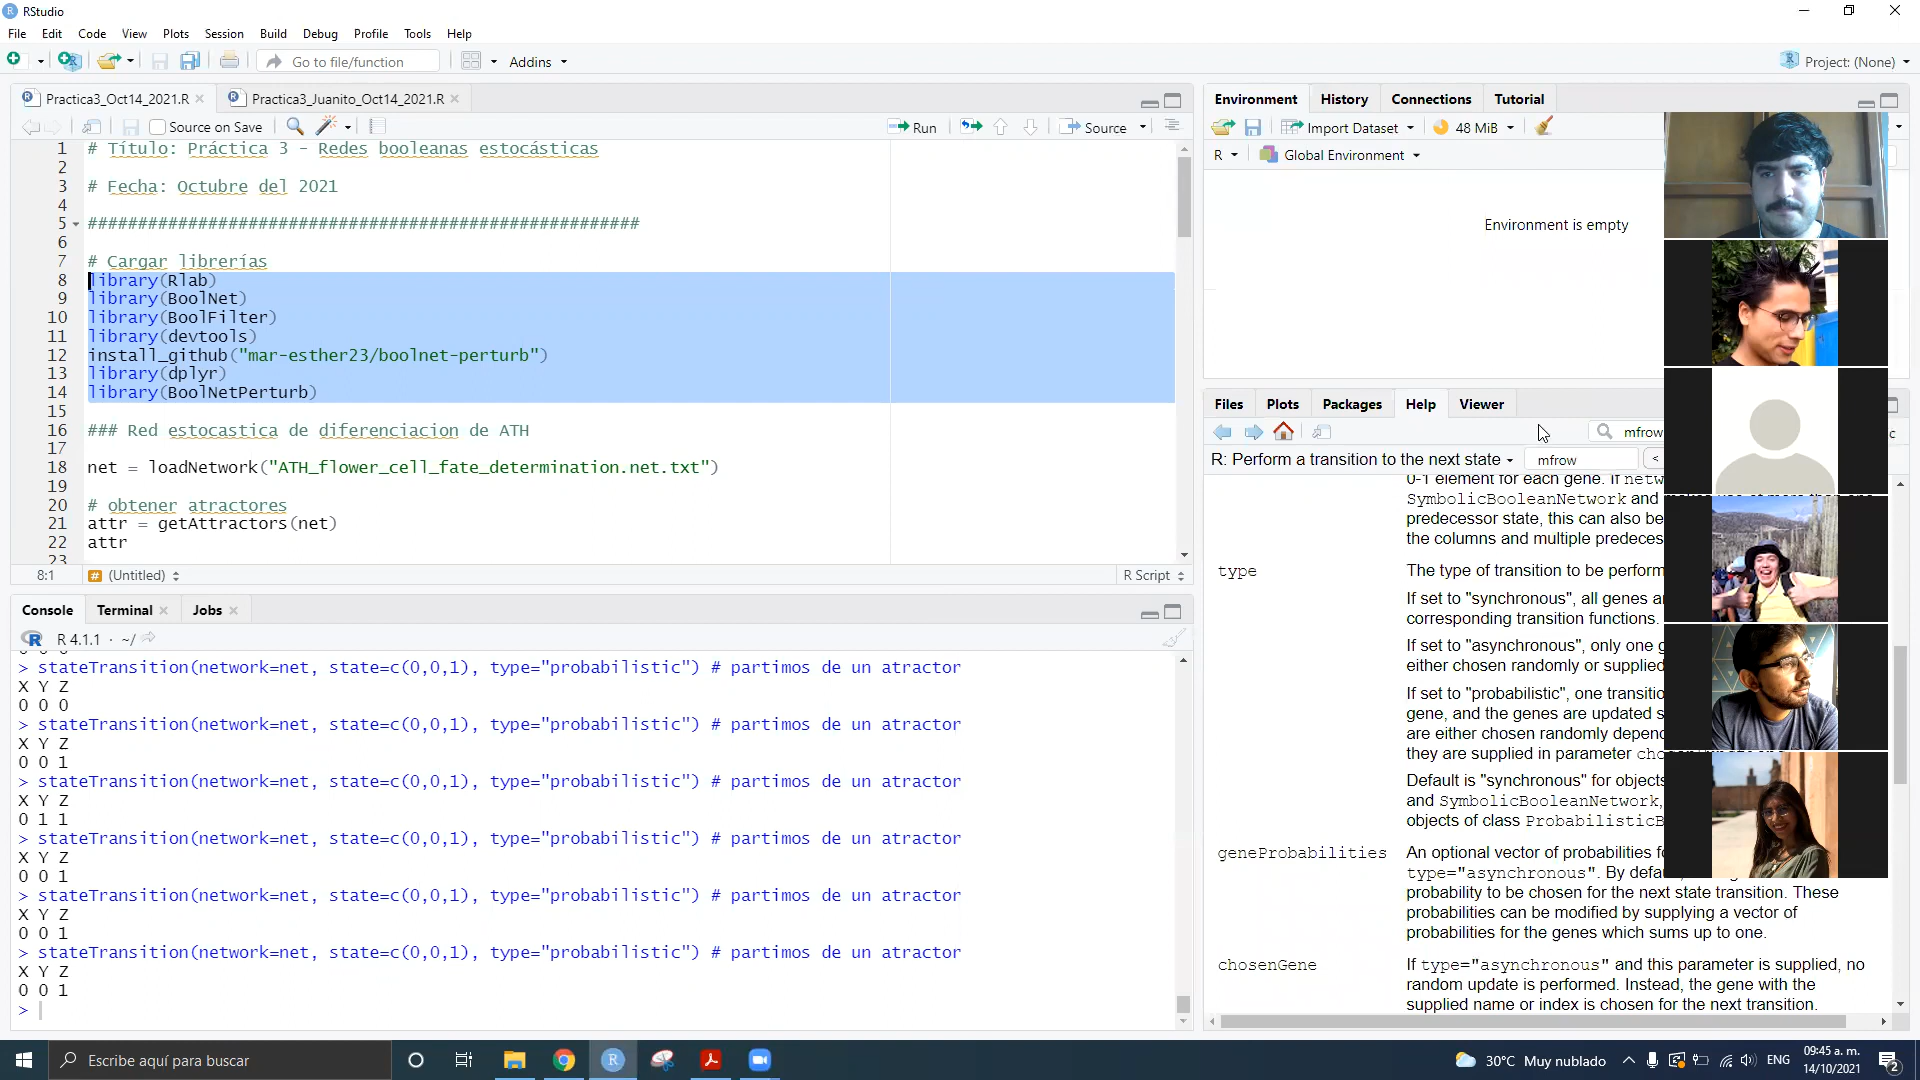 RStudio
File Edit Code View Plots Session Build Debug Profile Tools Help
Go to file/function
Addins
Project: (None)
Practica3_Oct14_2021.R
Practica3_Juanito_Oct14_2021.R
Source on Save
Run
Source
1 # Título: Práctica 3 - Redes booleanas estocásticas
2
3 # Fecha: Octubre del 2021
4
5 #######################################################
6
7 # Cargar librerías
8 library(Rlab)
9 library(BoolNet)
10 library(BoolFilter)
11 library(devtools)
12 install_github("mar-esther23/boolnet-perturb")
13 library(dplyr)
14 library(BoolNetPerturb)
15
16 ### Red estocastica de diferenciacion de ATH
17
18 net = loadNetwork("ATH_flower_cell_fate_determination.net.txt")
19
20 # obtener atractores
21 attr = getAttractors(net)
22 attr
23
8:1 (Untitled) R Script
Console Terminal Jobs
R 4.1.1 · ~/
> stateTransition(network=net, state=c(0,0,1), type="probabilistic") # partimos de un atractor
X Y Z
0 0 0
> stateTransition(network=net, state=c(0,0,1), type="probabilistic") # partimos de un atractor
X Y Z
0 0 1
> stateTransition(network=net, state=c(0,0,1), type="probabilistic") # partimos de un atractor
X Y Z
0 1 1
> stateTransition(network=net, state=c(0,0,1), type="probabilistic") # partimos de un atractor
X Y Z
0 0 1
> stateTransition(network=net, state=c(0,0,1), type="probabilistic") # partimos de un atractor
X Y Z
0 0 1
> stateTransition(network=net, state=c(0,0,1), type="probabilistic") # partimos de un atractor
X Y Z
0 0 1
>
Environment History Connections Tutorial
Import Dataset 48 MiB
R Global Environment
Environment is empty
Files Plots Packages Help Viewer
mfrow
R: Perform a transition to the next state mfrow
0-1 element for each gene. If
SymbolicBooleanNetwork and
predecessor state, this can also be
the columns and multiple
type The type of transition to be
If set to "synchronous", all genes
corresponding transition functions.
If set to "asynchronous", only one
either chosen randomly or supplied
If set to "probabilistic", one
gene, and the genes are updated
are either chosen randomly
they are supplied in parameter
Default is "synchronous" for objects
and SymbolicBooleanNetwork,
objects of class
geneProbabilities An optional vector of probabilities
type="asynchronous". By
probability to be chosen for the next state transition. These
probabilities can be modified by supplying a vector of
probabilities for the genes which sums up to one.
chosenGene If type="asynchronous" and this parameter is supplied, no
random update is performed. Instead, the gene with the
supplied name or index is chosen for the next transition.
Escribe aquí para buscar
30°C Muy nublado
ENG
09:45 a. m.
14/10/2021
2